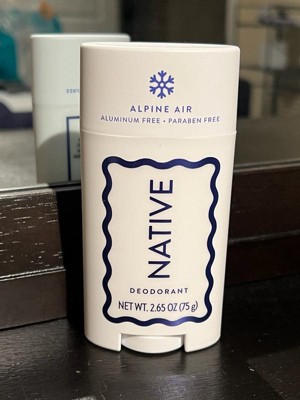 ALPINE AIR
ALUMINUM FREE • PARABEN FREE
NATIVE
DEODORANT
NET WT. 2.65 OZ (75 g)